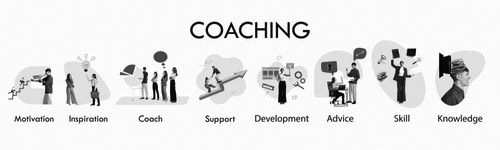 COACHING
Motivation Inspiration Coach Support Development Advice Skill Knowledge